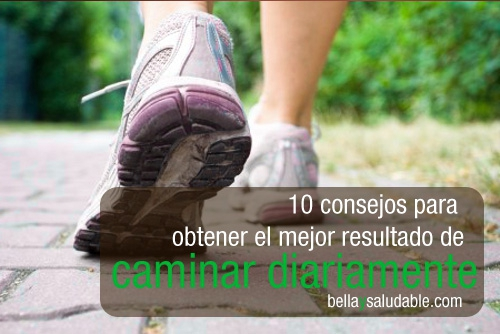 10 consejos para
obtener el mejor resultado de
caminar diariamente
bellaysaludable.com